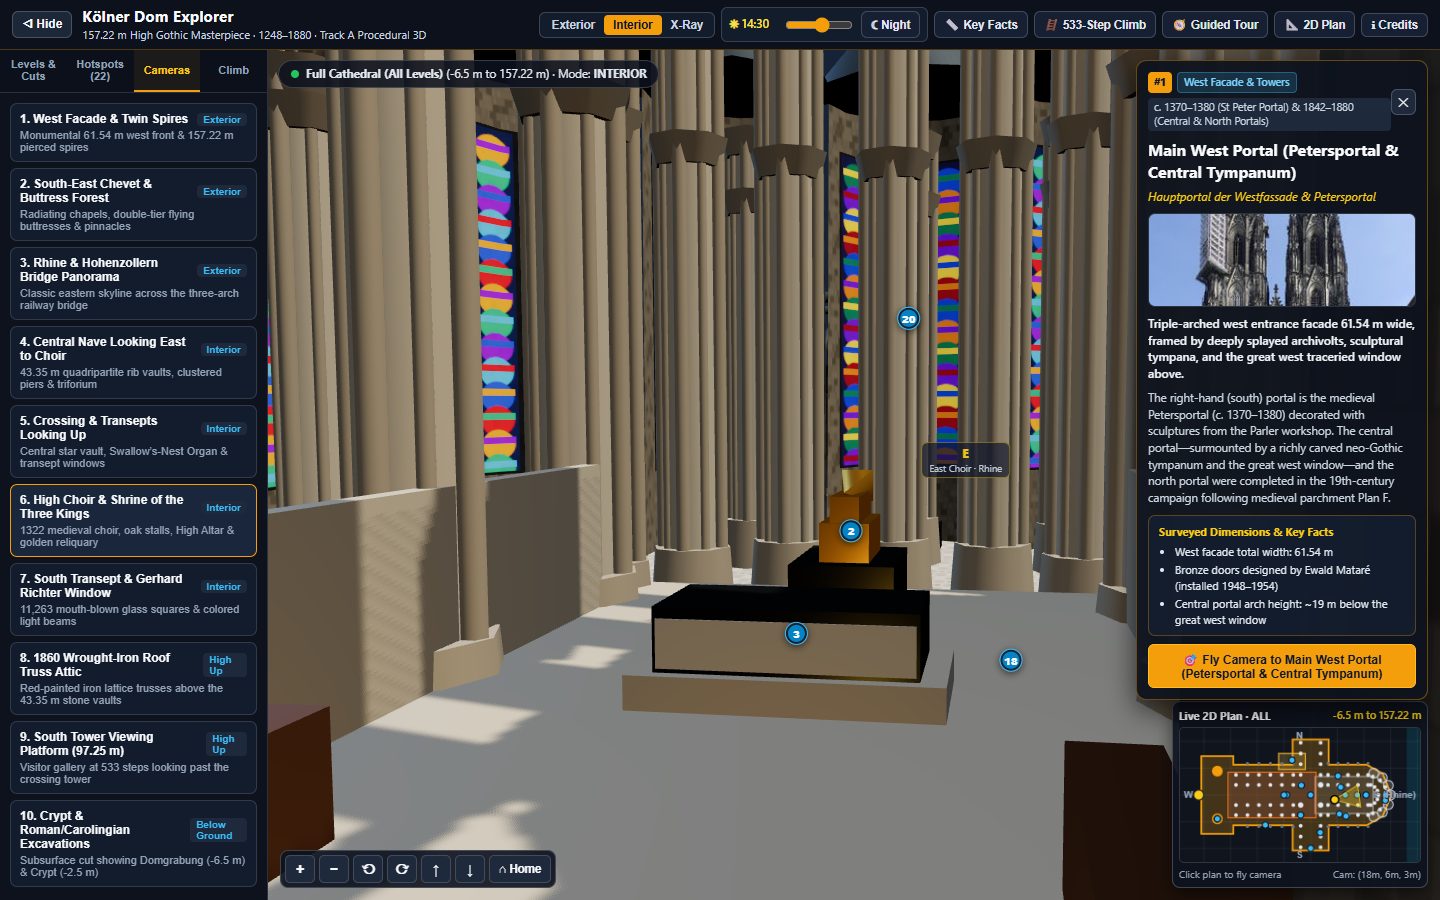 ⊲ Hide
Kölner Dom Explorer
157.22 m High Gothic Masterpiece · 1248–1880 · Track A Procedural 3D
Exterior
Interior
X-Ray
14:30
Night
Key Facts
533-Step Climb
Guided Tour
2D Plan
i Credits
Levels &
Cuts
Hotspots
(22)
Cameras
Climb
1. West Facade & Twin Spires
Exterior
Monumental 61.54 m west front & 157.22 m
pierced spires
2. South-East Chevet &
Buttress Forest
Exterior
Radiating chapels, double-tier flying
buttresses & pinnacles
3. Rhine & Hohenzollern
Bridge Panorama
Exterior
Classic eastern skyline across the three-arch
railway bridge
4. Central Nave Looking East
to Choir
Interior
43.35 m quadripartite rib vaults, clustered
piers & triforium
5. Crossing & Transepts
Looking Up
Interior
Central star vault, Swallow's-Nest Organ &
transept windows
6. High Choir & Shrine of the
Three Kings
Interior
1322 medieval choir, oak stalls, High Altar &
golden reliquary
7. South Transept & Gerhard
Richter Window
Interior
11,263 mouth-blown glass squares & colored
light beams
8. 1860 Wrought-Iron Roof
Truss Attic
High
Up
Red-painted iron lattice trusses above the
43.35 m stone vaults
9. South Tower Viewing
Platform (97.25 m)
High
Up
Visitor gallery at 533 steps looking past the
crossing tower
10. Crypt &
Roman/Carolingian
Excavations
Below
Ground
Subsurface cut showing Domgrabung (-6.5 m)
& Crypt (-2.5 m)
Full Cathedral (All Levels) (-6.5 m to 157.22 m) · Mode: INTERIOR
20
E
East Choir · Rhine
2
3
18
+
−
↑
↓
Home
#1
West Facade & Towers
c. 1370–1380 (St Peter Portal) & 1842–1880
(Central & North Portals)
Main West Portal (Petersportal &
Central Tympanum)
Hauptportal der Westfassade & Petersportal
Triple-arched west entrance facade 61.54 m wide,
framed by deeply splayed archivolts, sculptural
tympana, and the great west traceried window
above.
The right-hand (south) portal is the medieval
Petersportal (c. 1370–1380) decorated with
sculptures from the Parler workshop. The central
portal—surmounted by a richly carved neo-Gothic
tympanum and the great west window—and the
north portal were completed in the 19th-century
campaign following medieval parchment Plan F.
Surveyed Dimensions & Key Facts
• West facade total width: 61.54 m
• Bronze doors designed by Ewald Mataré
(installed 1948–1954)
• Central portal arch height: ~19 m below the
great west window
Fly Camera to Main West Portal
(Petersportal & Central Tympanum)
Live 2D Plan · ALL
-6.5 m to 157.22 m
N
W
S
Click plan to fly camera
Cam: (18m, 6m, 3m)